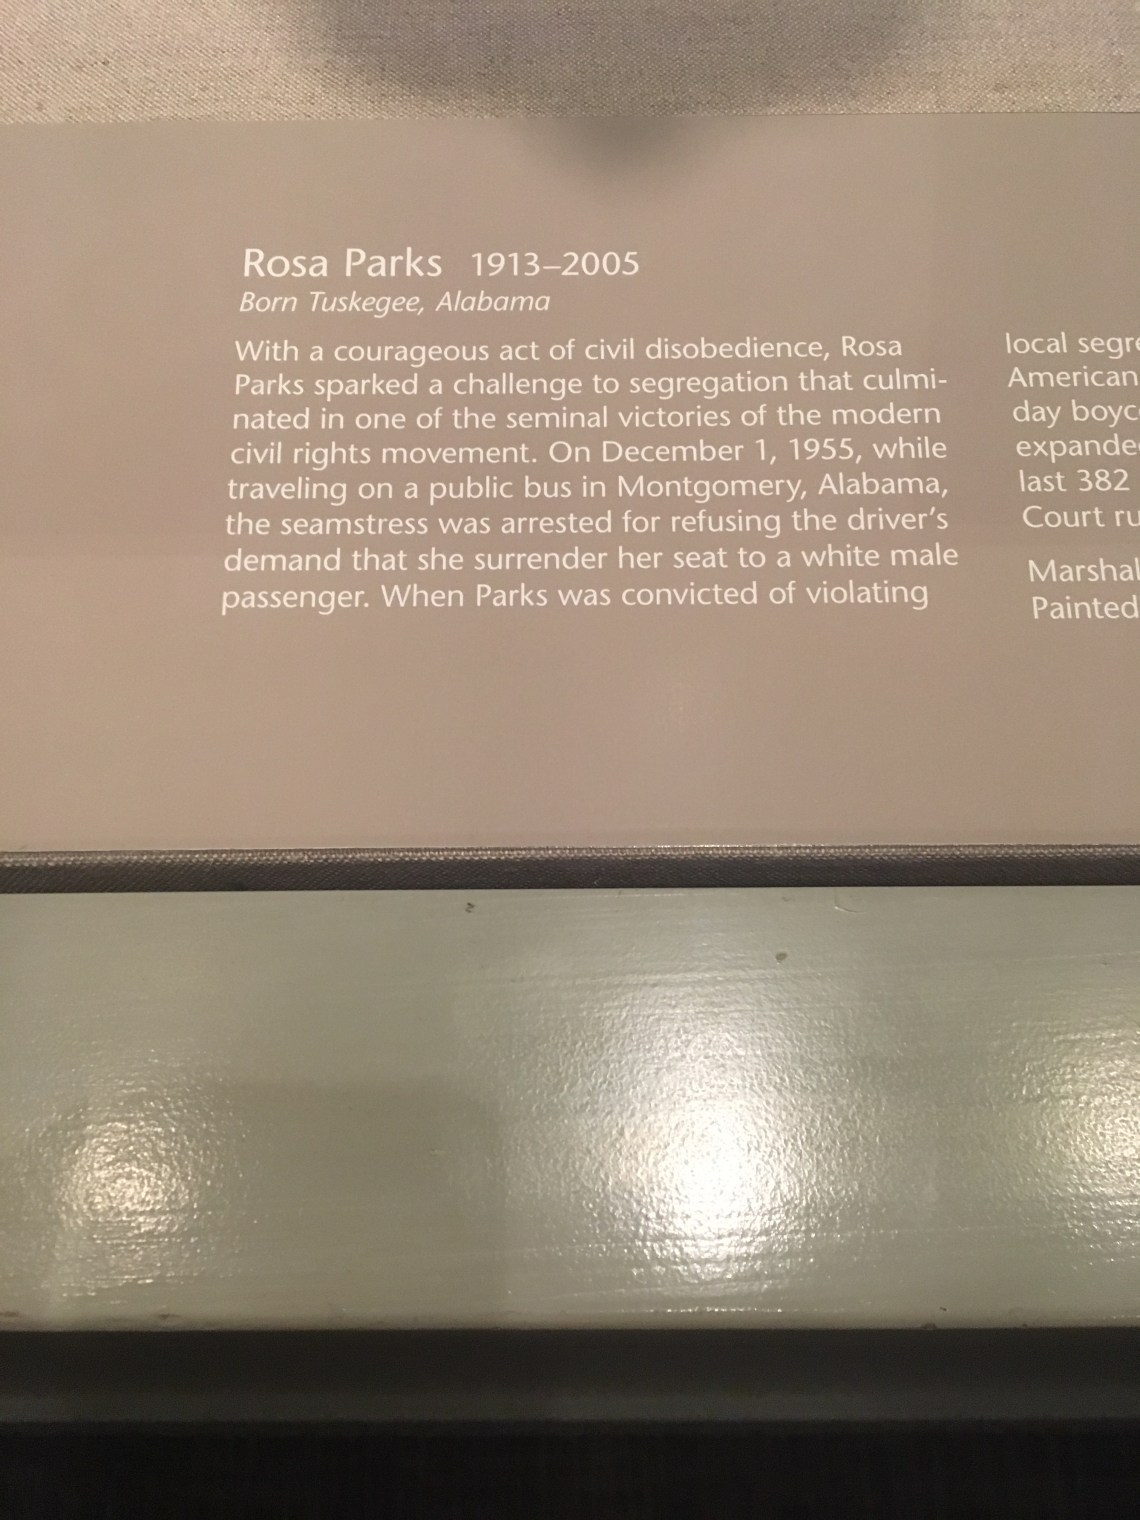 Rosa Parks 1913–2005
Born Tuskegee, Alabama
With a courageous act of civil disobedience, Rosa
Parks sparked a challenge to segregation that culmi-
nated in one of the seminal victories of the modern
civil rights movement. On December 1, 1955, while
traveling on a public bus in Montgomery, Alabama,
the seamstress was arrested for refusing the driver's
demand that she surrender her seat to a white male
passenger. When Parks was convicted of violating
local
American
day
last 382
Court
Painted